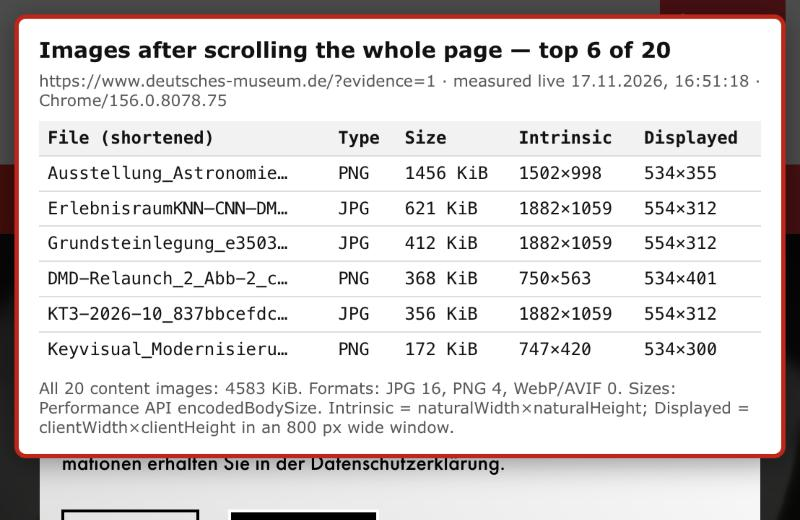 Images after scrolling the whole page — top 6 of 20
https://www.deutsches-museum.de/?evidence=1 · measured live 17.11.2026, 16:51:18 ·
Chrome/156.0.8078.75
File (shortened) Type Size Intrinsic Displayed
Ausstellung_Astronomie… PNG 1456 KiB 1502×998 534×355
ErlebnisraumKNN–CNN–DM… JPG 621 KiB 1882×1059 554×312
Grundsteinlegung_e3503… JPG 412 KiB 1882×1059 554×312
DMD–Relaunch_2_Abb–2_c… PNG 368 KiB 750×563 534×401
KT3–2026–10_837bbcefdc… JPG 356 KiB 1882×1059 554×312
Keyvisual_Modernisieru… PNG 172 KiB 747×420 534×300
All 20 content images: 4583 KiB. Formats: JPG 16, PNG 4, WebP/AVIF 0. Sizes:
Performance API encodedBodySize. Intrinsic = naturalWidth×naturalHeight; Displayed =
clientWidth×clientHeight in an 800 px wide window.
mationen erhalten Sie in der Datenschutzerklärung.